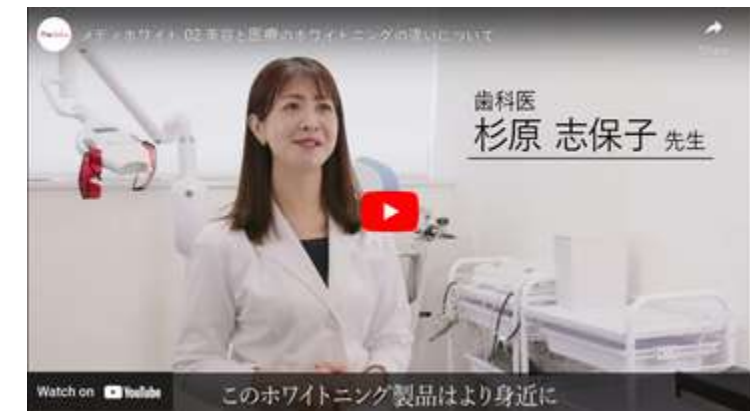 メディホワイト 02.美容と医療のホワイトニングの違いについて
Share
歯科医
杉原 志保子 先生
Watch on YouTube
このホワイトニング製品はより身近に